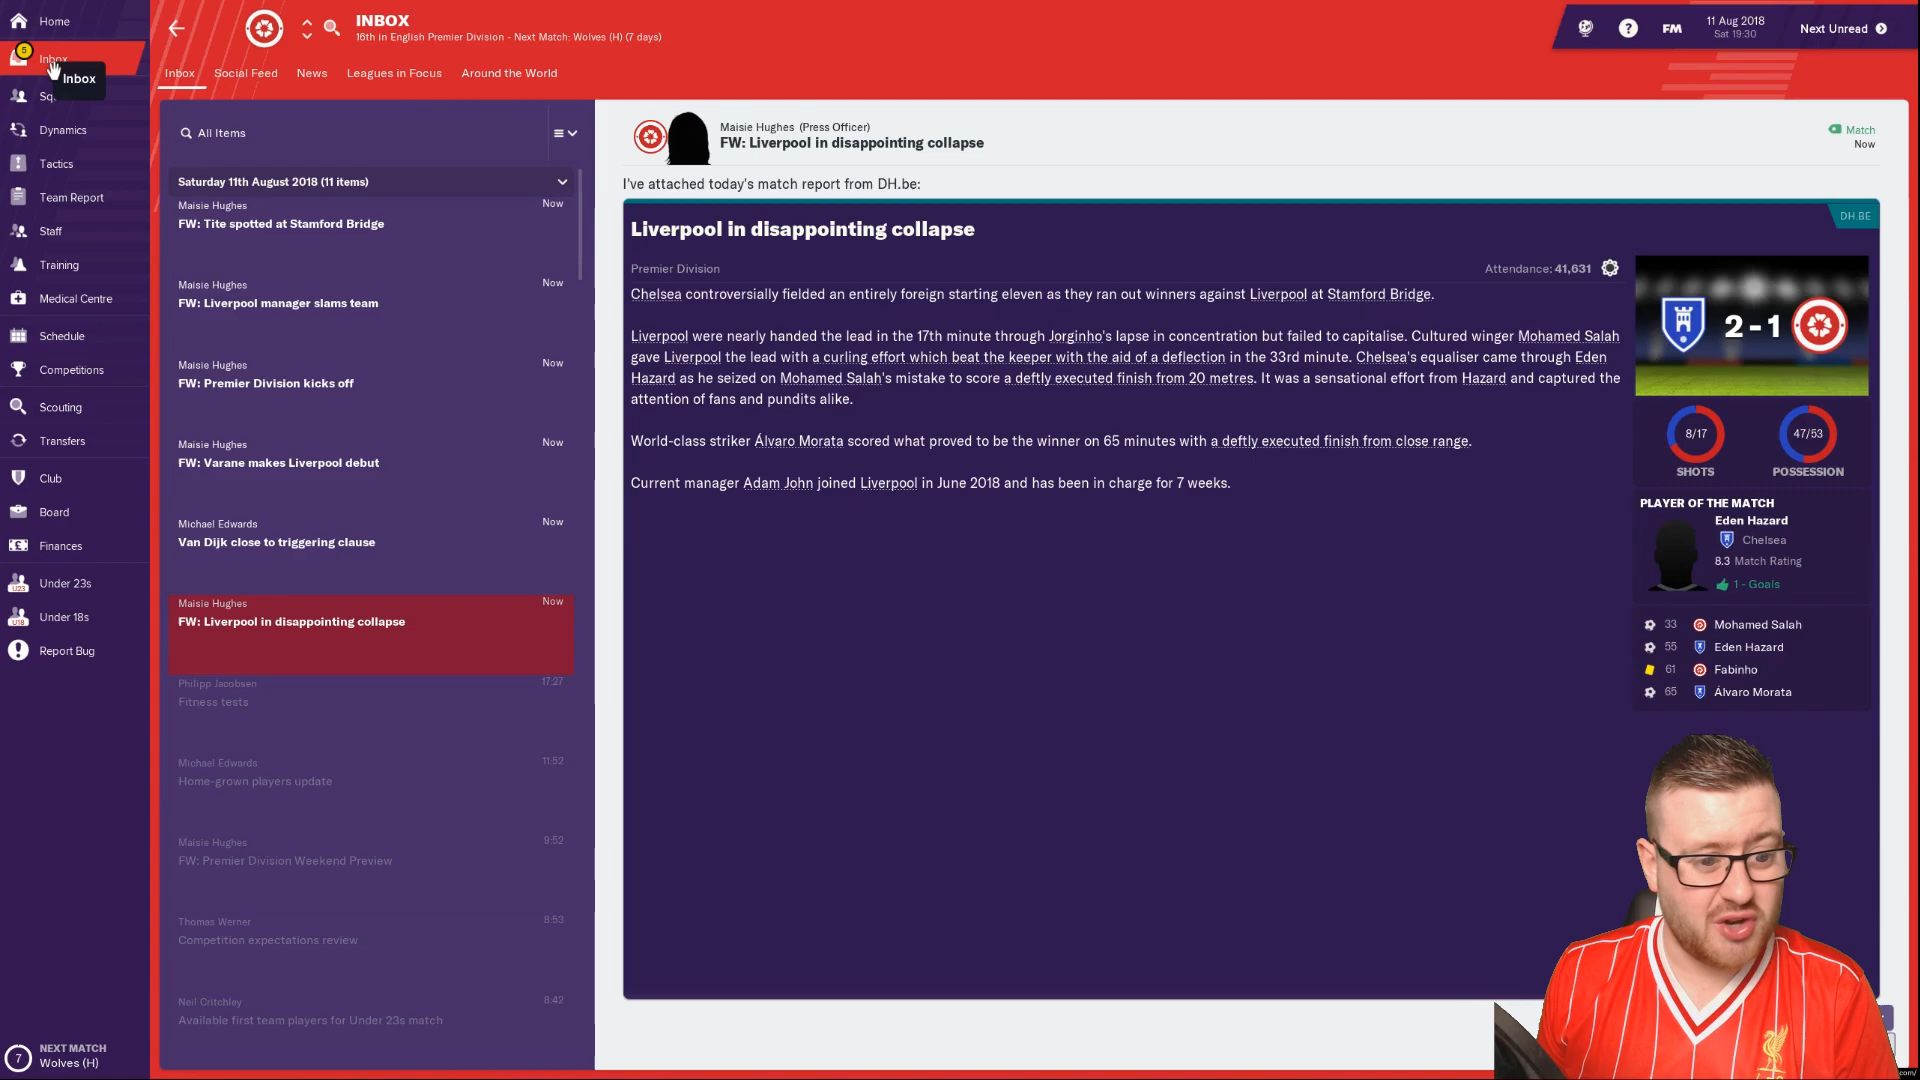 Home
5
Inbox
Inbox
Dynamics
Tactics
Team Report
Staff
Training
Medical Centre
Schedule
Competitions
Scouting
Transfers
Club
Board
Finances
Under 23s
Under 18s
Report Bug
NEXT MATCH
7
Wolves (H)
INBOX
16th in English Premier Division - Next Match: Wolves (H) (7 days)
Inbox Social Feed News Leagues in Focus Around the World
FM
11 Aug 2018
Sat 19:30
Next Unread
All Items
Saturday 11th August 2018 (11 items)
Maisie Hughes Now
FW: Tite spotted at Stamford Bridge
Maisie Hughes Now
FW: Liverpool manager slams team
Maisie Hughes Now
FW: Premier Division kicks off
Maisie Hughes Now
FW: Varane makes Liverpool debut
Michael Edwards Now
Van Dijk close to triggering clause
Maisie Hughes Now
FW: Liverpool in disappointing collapse
Philipp Jacobsen 17:27
Fitness tests
Michael Edwards 11:52
Home-grown players update
Maisie Hughes 9:52
FW: Premier Division Weekend Preview
Thomas Werner 8:53
Competition expectations review
Neil Critchley 8:42
Available first team players for Under 23s match
Maisie Hughes (Press Officer)
FW: Liverpool in disappointing collapse
Match
Now
I've attached today's match report from DH.be:
DH.BE
Liverpool in disappointing collapse
Premier Division
Attendance: 41,631
Chelsea controversially fielded an entirely foreign starting eleven as they ran out winners against Liverpool at Stamford Bridge.
Liverpool were nearly handed the lead in the 17th minute through Jorginho's lapse in concentration but failed to capitalise. Cultured winger Mohamed Salah
gave Liverpool the lead with a curling effort which beat the keeper with the aid of a deflection in the 33rd minute. Chelsea's equaliser came through Eden
Hazard as he seized on Mohamed Salah's mistake to score a deftly executed finish from 20 metres. It was a sensational effort from Hazard and captured the
attention of fans and pundits alike.
World-class striker Álvaro Morata scored what proved to be the winner on 65 minutes with a deftly executed finish from close range.
Current manager Adam John joined Liverpool in June 2018 and has been in charge for 7 weeks.
2 - 1
8/17
SHOTS
47/53
POSSESSION
PLAYER OF THE MATCH
Eden Hazard
Chelsea
8.3 Match Rating
1 - Goals
33 Mohamed Salah
55 Eden Hazard
61 Fabinho
65 Álvaro Morata